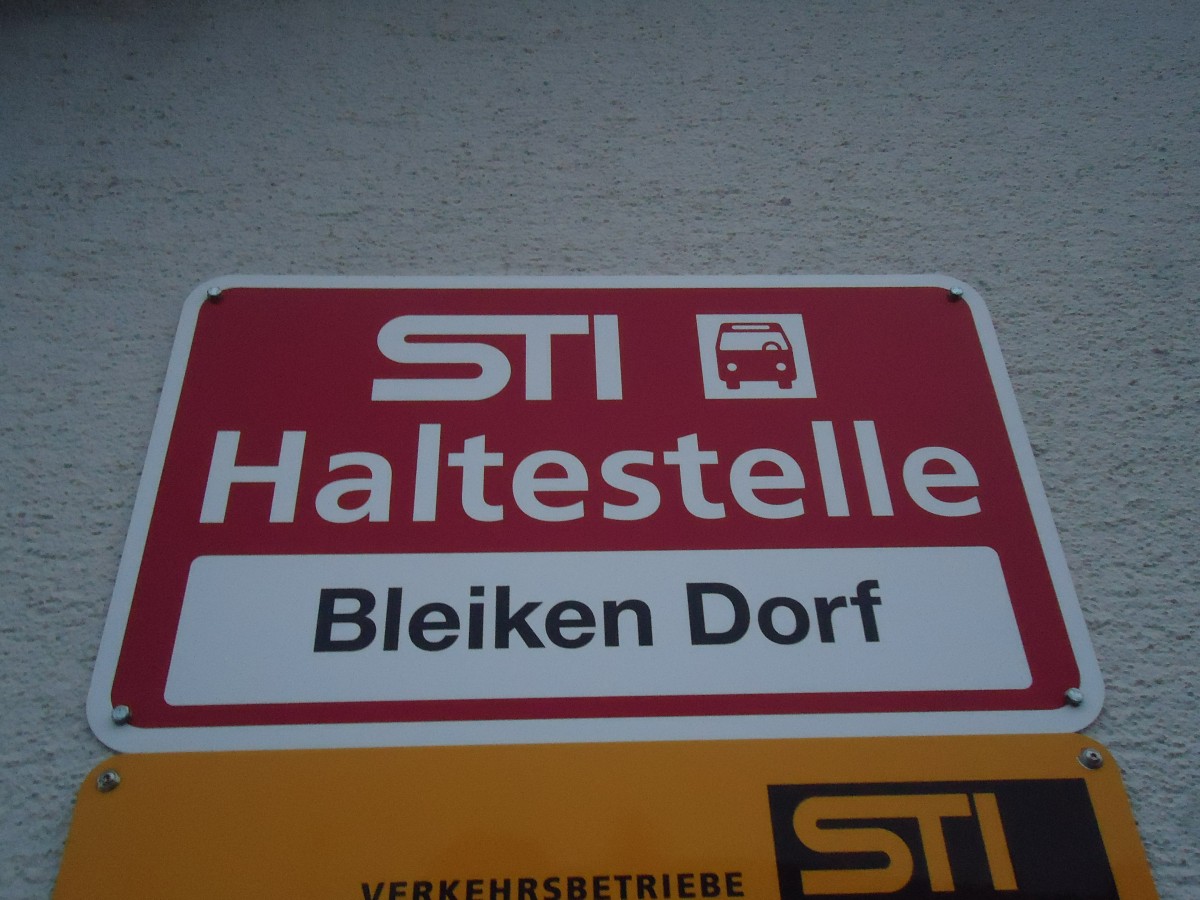 STI
Haltestelle
Bleiken Dorf
STI
VERKEHRSBETRIEBE